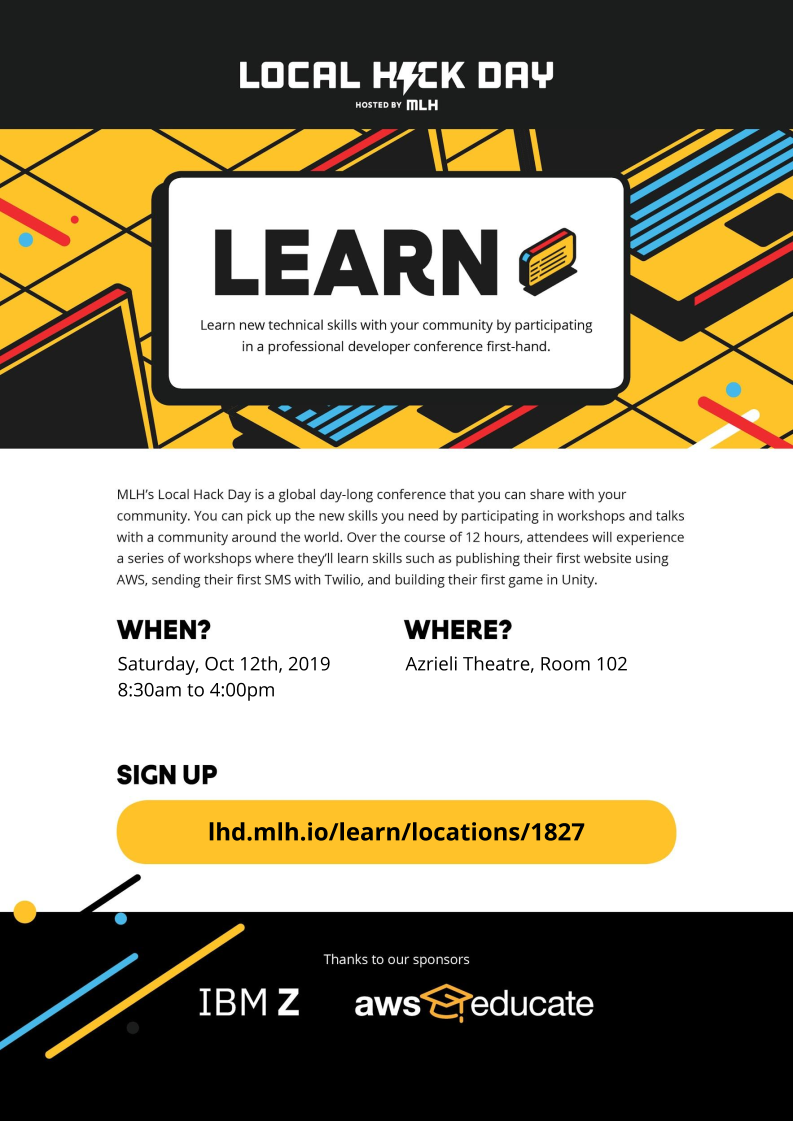 LOCAL HACK DAY
HOSTED BY MLH
LEARN
Learn new technical skills with your community by participating
in a professional developer conference first-hand.
MLH’s Local Hack Day is a global day-long conference that you can share with your
community. You can pick up the new skills you need by participating in workshops and talks
with a community around the world. Over the course of 12 hours, attendees will experience
a series of workshops where they’ll learn skills such as publishing their first website using
AWS, sending their first SMS with Twilio, and building their first game in Unity.
WHEN?
Saturday, Oct 12th, 2019
8:30am to 4:00pm
WHERE?
Azrieli Theatre, Room 102
SIGN UP
lhd.mlh.io/learn/locations/1827
Thanks to our sponsors
IBM Z
aws educate